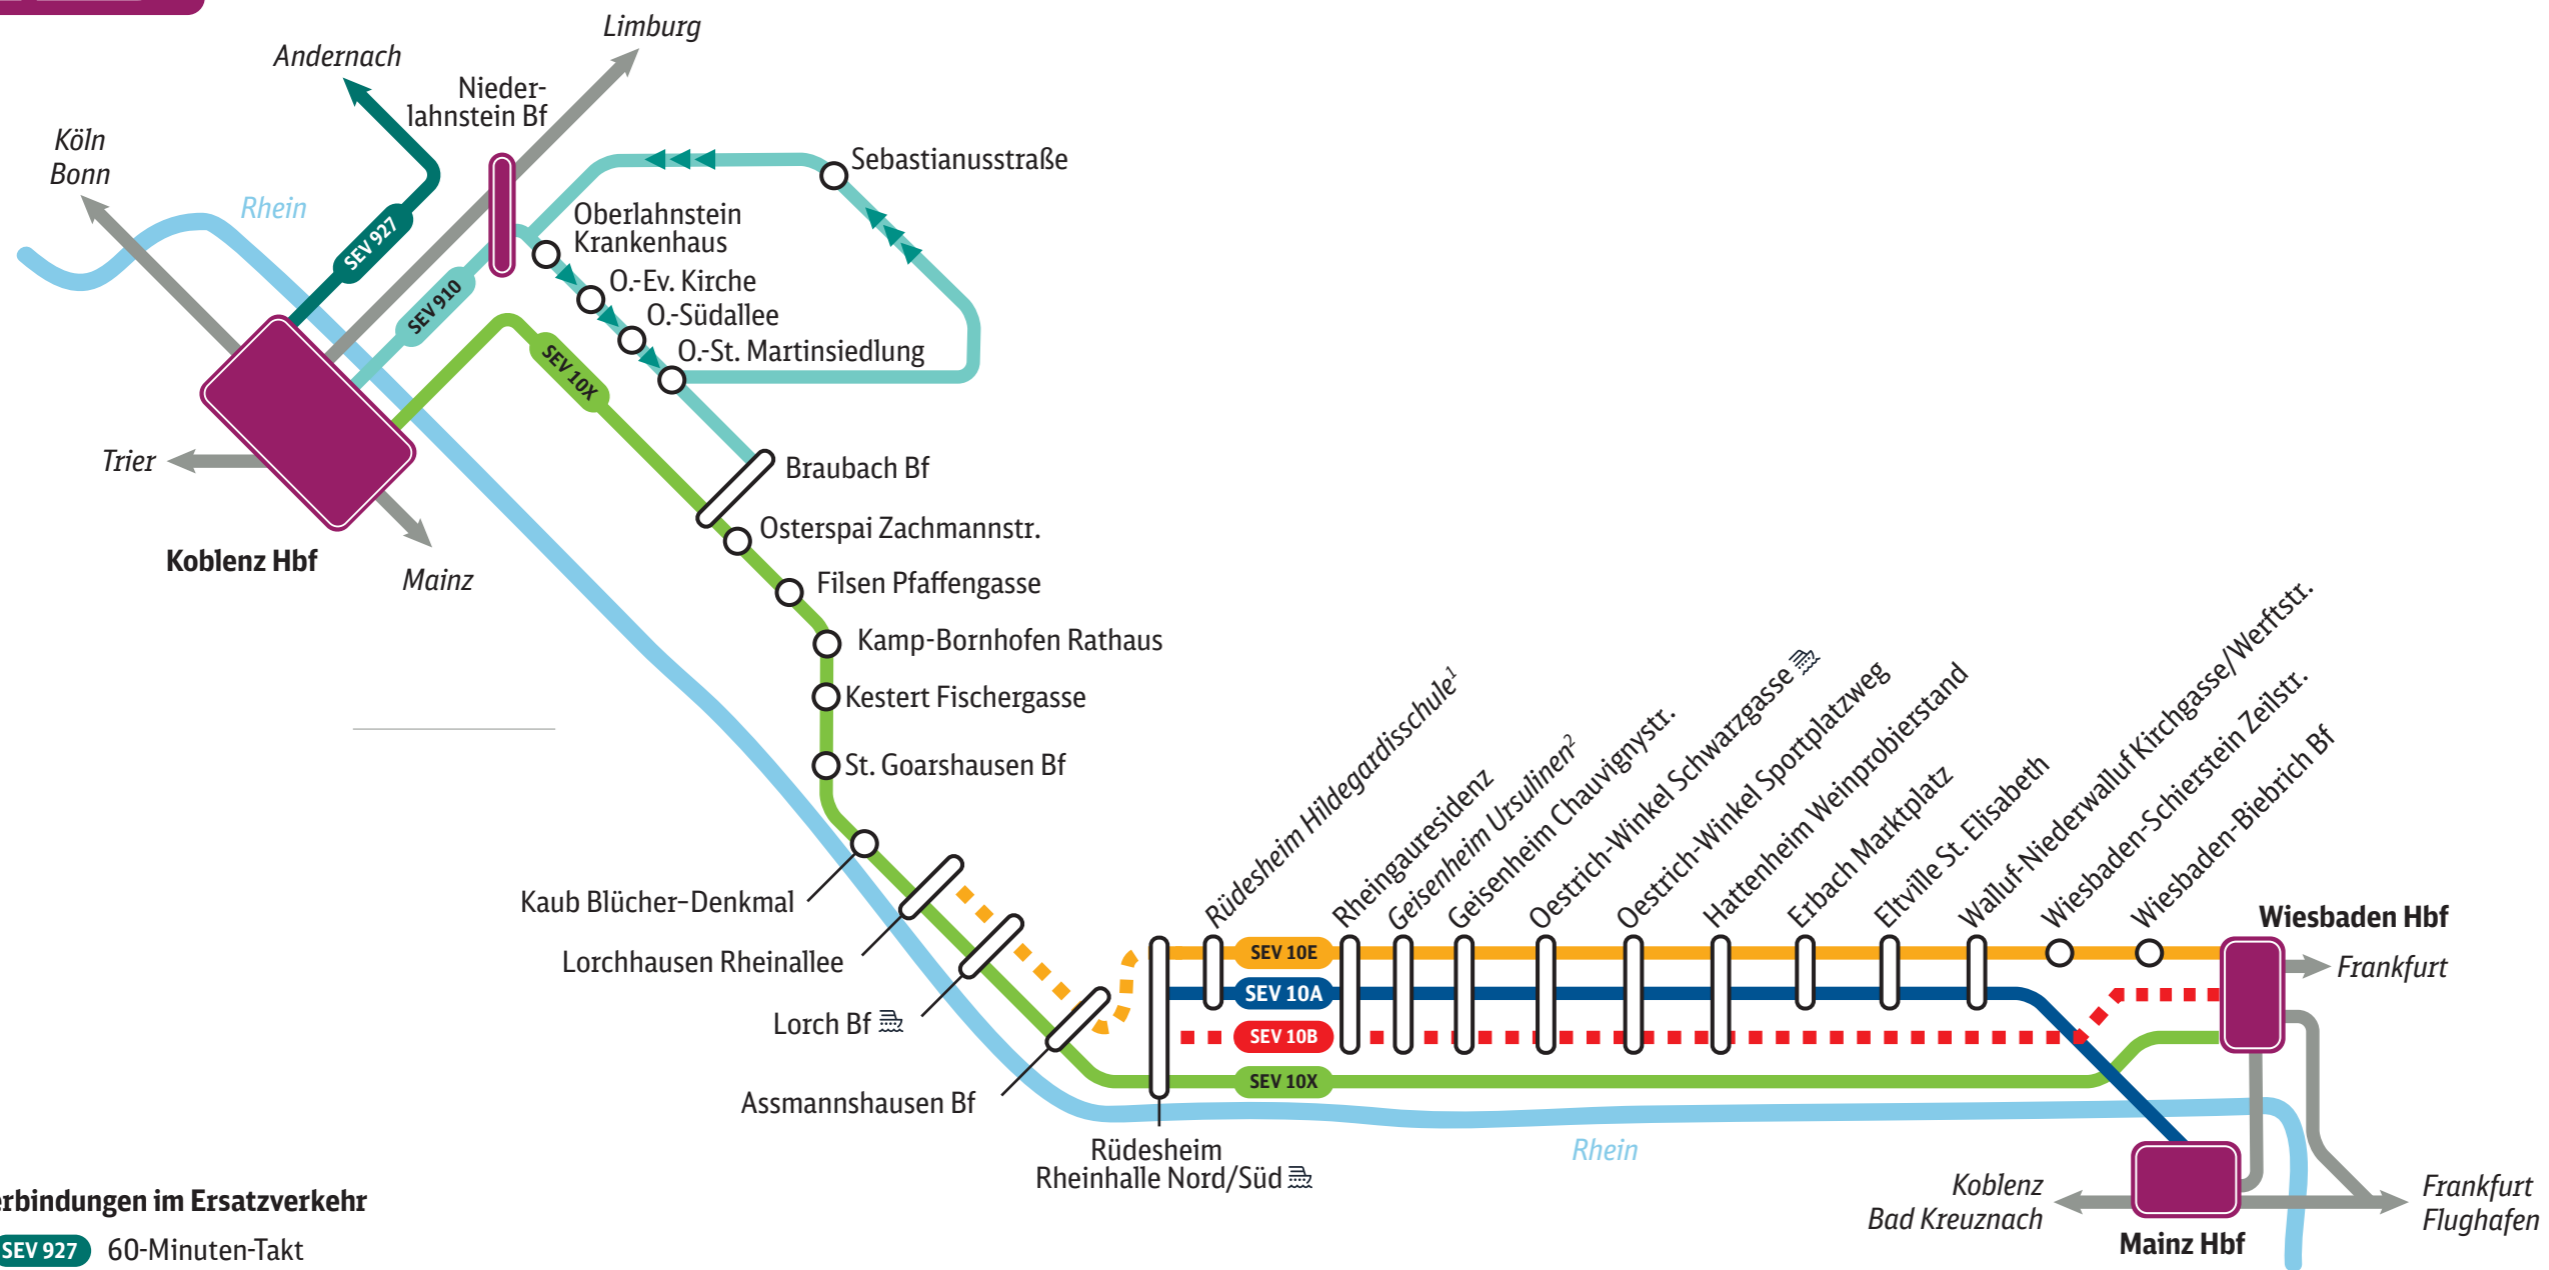 Limburg
Andernach
Nieder-
lahnstein Bf
Köln
Bonn
Rhein
SEV 927
SEV 910
SEV 10X
Sebastianusstraße
Oberlahnstein
Krankenhaus
O.-Ev. Kirche
O.-Südallee
O.-St. Martinsiedlung
Trier
Koblenz Hbf
Mainz
Braubach Bf
Osterspai Zachmannstr.
Filsen Pfaffengasse
Kamp-Bornhofen Rathaus
Kestert Fischergasse
St. Goarshausen Bf
Kaub Blücher-Denkmal
Lorchhausen Rheinallee
Lorch Bf
Assmannshausen Bf
Rüdesheim
Rheinhalle Nord/Süd
Rüdesheim Hildegardisschule¹
Rheingauresidenz
Geisenheim Ursulinen²
Geisenheim Chauvignystr.
Oestrich-Winkel Schwarzgasse
Oestrich-Winkel Sportplatzweg
Hattenheim Weinprobierstand
Erbach Marktplatz
Eltville St. Elisabeth
Walluf-Niederwalluf Kirchgasse/Werftstr.
Wiesbaden-Schierstein Zeilstr.
Wiesbaden-Biebrich Bf
SEV 10E
SEV 10A
SEV 10B
SEV 10X
Wiesbaden Hbf
Frankfurt
Rhein
Koblenz
Bad Kreuznach
Mainz Hbf
Frankfurt
Flughafen
erbindungen im Ersatzverkehr
SEV 927 60-Minuten-Takt